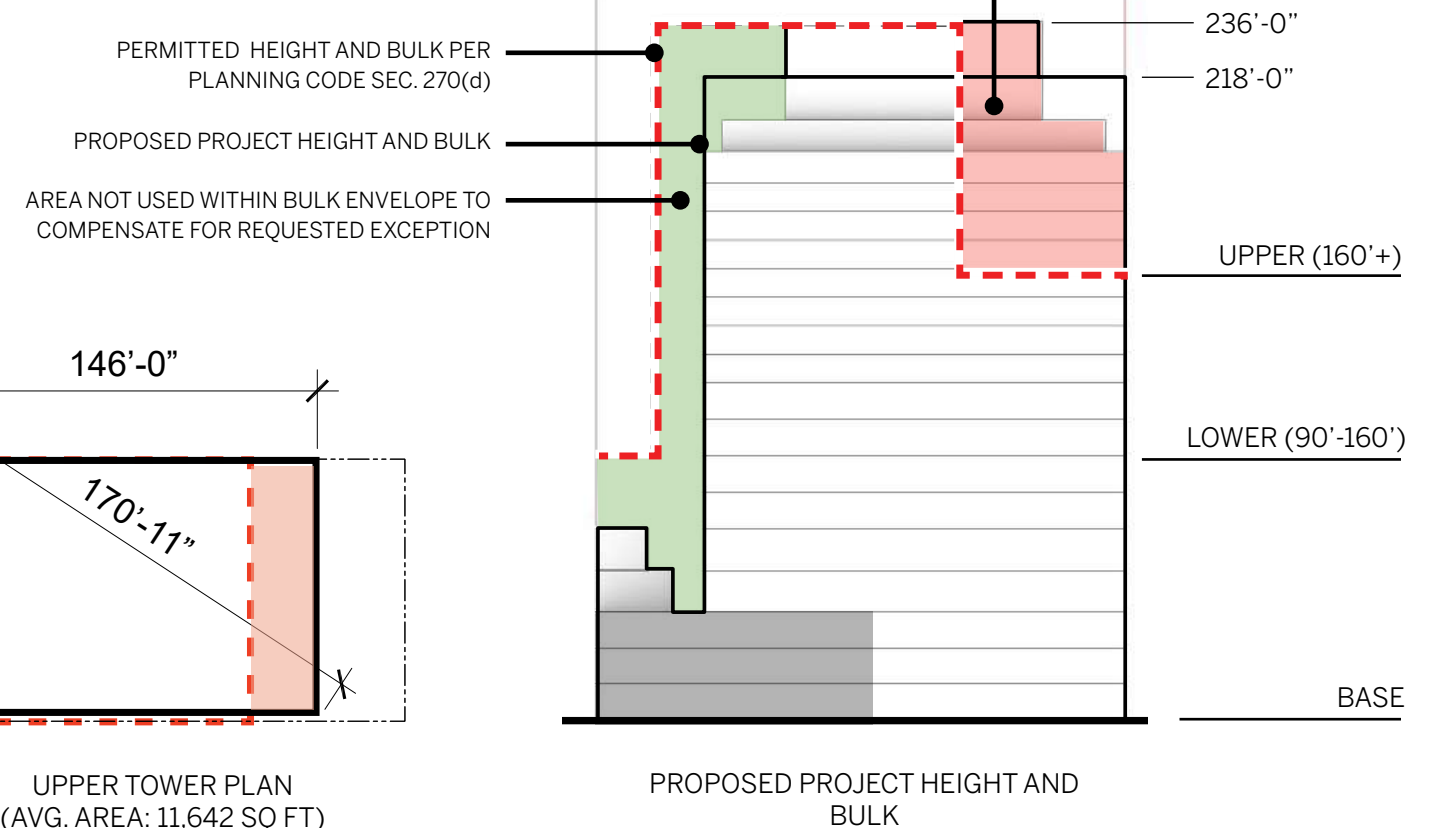 PERMITTED HEIGHT AND BULK PER
PLANNING CODE SEC. 270(d)
PROPOSED PROJECT HEIGHT AND BULK
AREA NOT USED WITHIN BULK ENVELOPE TO
COMPENSATE FOR REQUESTED EXCEPTION
236’-0”
218’-0”
UPPER (160’+)
LOWER (90’-160’)
BASE
146’-0”
170’-11”
UPPER TOWER PLAN
(AVG. AREA: 11,642 SQ FT)
PROPOSED PROJECT HEIGHT AND
BULK